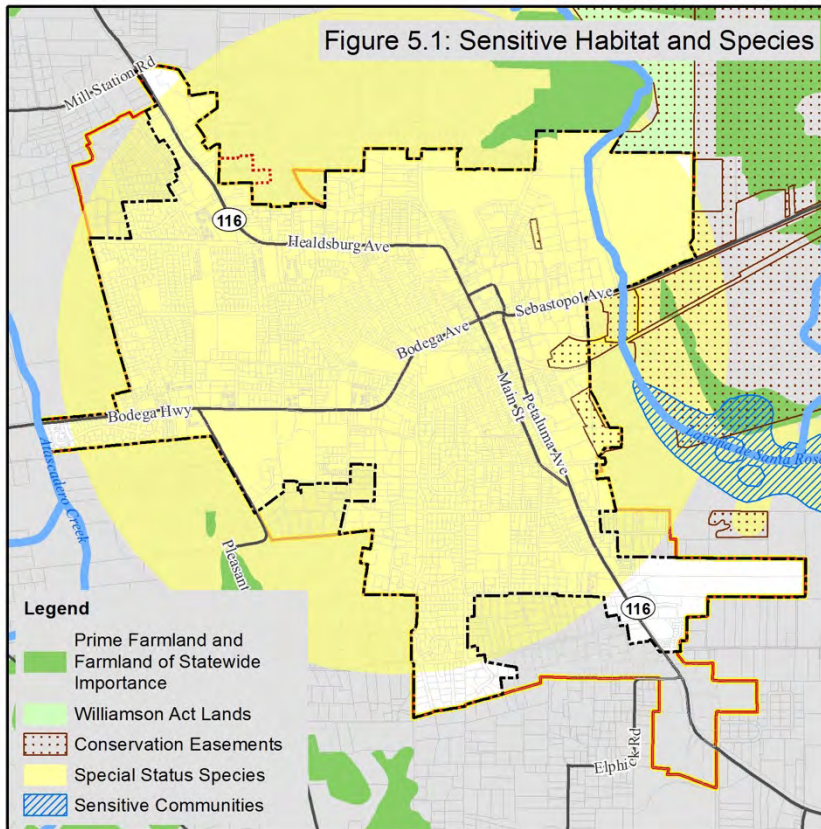 Figure 5.1: Sensitive Habitat and Species
Mill Station Rd
116
Healdsburg Ave
Sebastopol Ave
Bodega Ave
Main St
Petaluma Ave
Bodega Hwy
Laguna de Santa Rosa
Atascadero Creek
Pleasant
116
Elphick Rd
Legend
Prime Farmland and
Farmland of Statewide
Importance
Williamson Act Lands
Conservation Easements
Special Status Species
Sensitive Communities